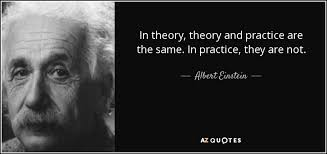 In theory, theory and practice are
the same. In practice, they are not.
— Albert Einstein —
AZ QUOTES